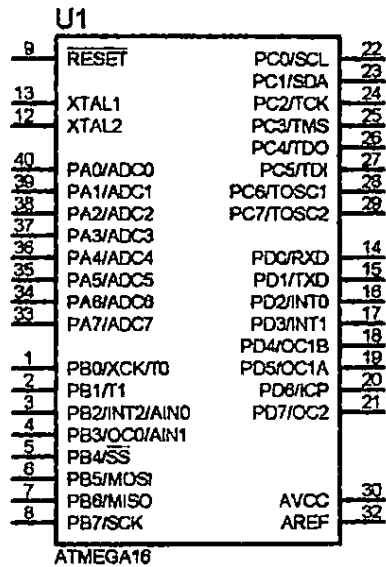 U1
9 RESET PC0/SCL 22
PC1/SDA 23
13 XTAL1 PC2/TCK 24
12 XTAL2 PC3/TMS 25
PC4/TDO 26
40 PA0/ADC0 PC5/TDI 27
39 PA1/ADC1 PC6/TOSC1 28
38 PA2/ADC2 PC7/TOSC2 29
37 PA3/ADC3
36 PA4/ADC4 PD0/RXD 14
35 PA5/ADC5 PD1/TXD 15
34 PA6/ADC6 PD2/INT0 16
33 PA7/ADC7 PD3/INT1 17
PD4/OC1B 18
1 PB0/XCK/T0 PD5/OC1A 19
2 PB1/T1 PD6/ICP 20
3 PB2/INT2/AIN0 PD7/OC2 21
4 PB3/OC0/AIN1
5 PB4/SS
6 PB5/MOSI
7 PB6/MISO AVCC 30
8 PB7/SCK AREF 32
ATMEGA16